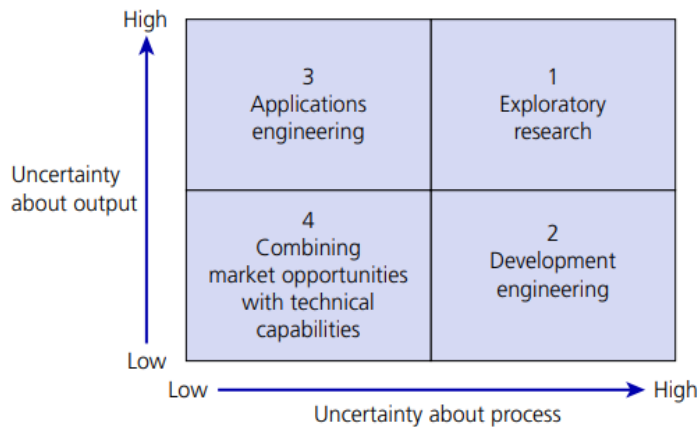 High
3
Applications
engineering
1
Exploratory
research
Uncertainty
about output
4
Combining
market opportunities
with technical
capabilities
2
Development
engineering
Low
Low
High
Uncertainty about process